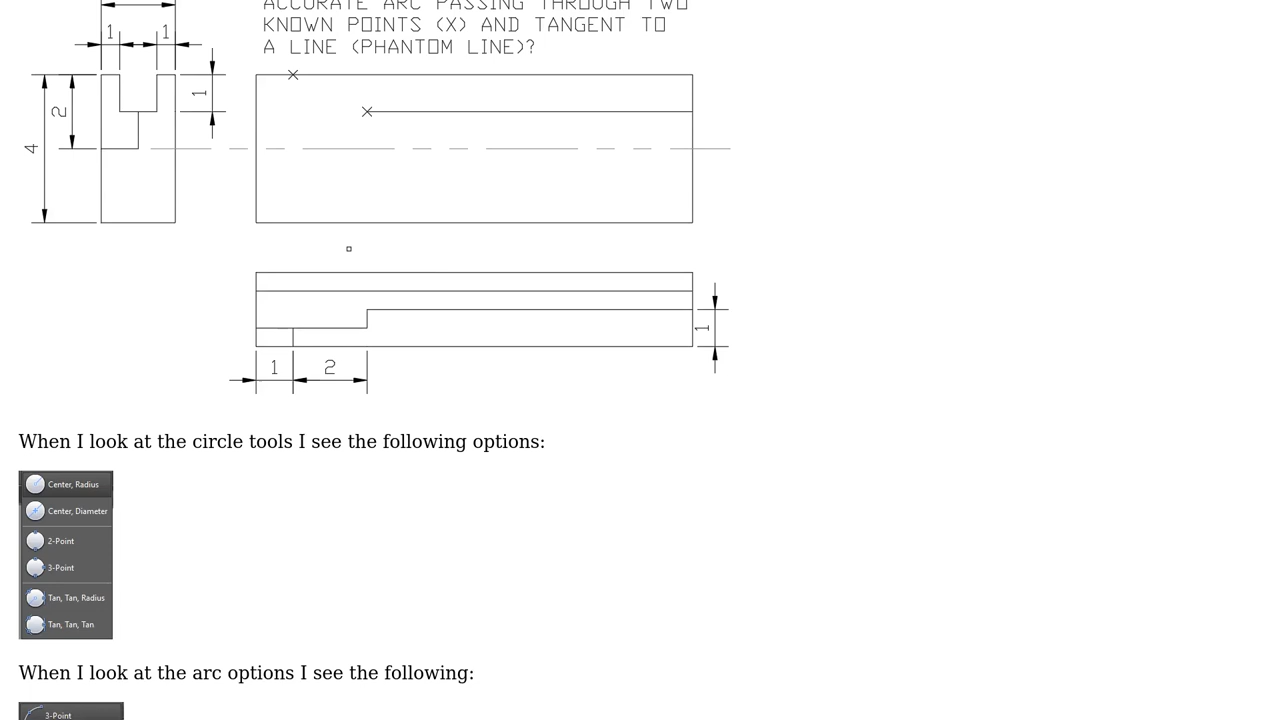 ACCURATE ARC PASSING THROUGH TWO
KNOWN POINTS (X) AND TANGENT TO
A LINE (PHANTOM LINE)?
1
1
1
2
4
1
1
2
When I look at the circle tools I see the following options:
Center, Radius
Center, Diameter
2-Point
3-Point
Tan, Tan, Radius
Tan, Tan, Tan
When I look at the arc options I see the following:
3-Point